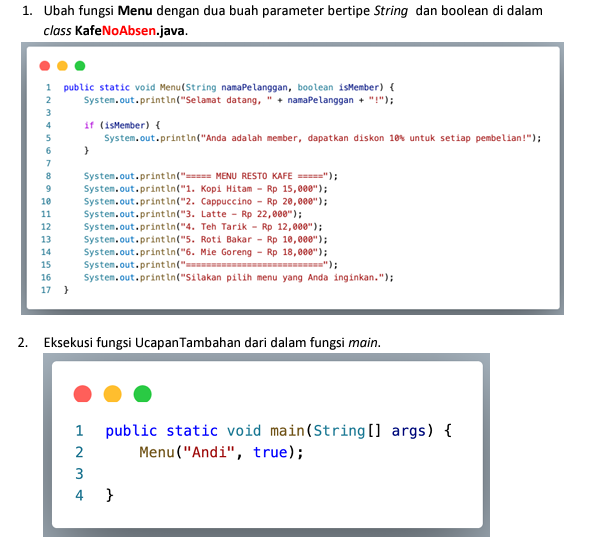 1. Ubah fungsi Menu dengan dua buah parameter bertipe String dan boolean di dalam
class KafeNoAbsen.java.
1 public static void Menu(String namaPelanggan, boolean isMember) {
2 System.out.println("Selamat datang, " + namaPelanggan + "!");
3
4 if (isMember) {
5 System.out.println("Anda adalah member, dapatkan diskon 10% untuk setiap pembelian!");
6 }
7
8 System.out.println("===== MENU RESTO KAFE =====");
9 System.out.println("1. Kopi Hitam - Rp 15,000");
10 System.out.println("2. Cappuccino - Rp 20,000");
11 System.out.println("3. Latte - Rp 22,000");
12 System.out.println("4. Teh Tarik - Rp 12,000");
13 System.out.println("5. Roti Bakar - Rp 10,000");
14 System.out.println("6. Mie Goreng - Rp 18,000");
15 System.out.println("===========================");
16 System.out.println("Silakan pilih menu yang Anda inginkan.");
17 }
2. Eksekusi fungsi UcapanTambahan dari dalam fungsi main.
1 public static void main(String[] args) {
2 Menu("Andi", true);
3
4 }